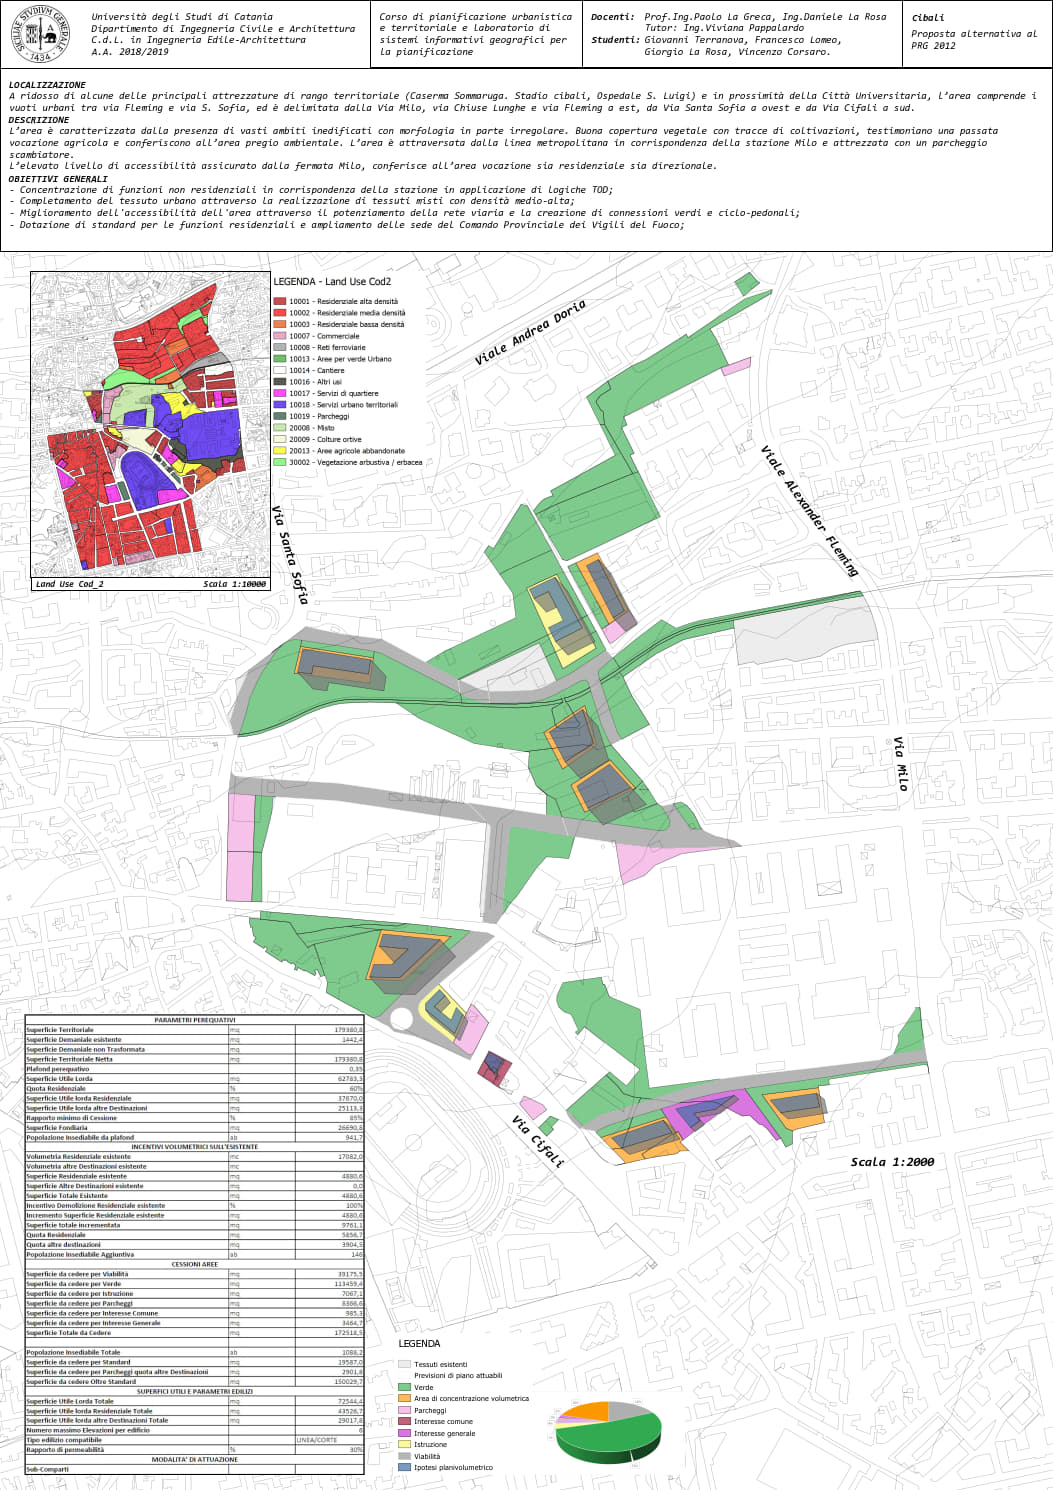 Università degli Studi di Catania
Dipartimento di Ingegneria Civile e Architettura
C.d.L. in Ingegneria Edile-Architettura
A.A. 2018/2019
Corso di pianificazione urbanistica
e territoriale e laboratorio di
sistemi informativi geografici per
la pianificazione
Docenti: Prof.Ing.Paolo La Greca, Ing.Daniele La Rosa
Tutor: Ing.Viviana Pappalardo
Studenti: Giovanni Terranova, Francesco Lomeo,
Giorgio La Rosa, Vincenzo Corsaro.
Cibali
Proposta alternativa al
PRG 2012
LOCALIZZAZIONE
A ridosso di alcune delle principali attrezzature di rango territoriale (Caserma Sommaruga. Stadio cibali, Ospedale S. Luigi) e in prossimità della Città Universitaria, L'area comprende i
vuoti urbani tra via Fleming e via S. Sofia, ed è delimitata dalla Via Milo, via Chiuse Lunghe e via Fleming a est, da Via Santa Sofia a ovest e da Via Cifali a sud.
DESCRIZIONE
L'area è caratterizzata dalla presenza di vasti ambiti inedificati con morfologia in parte irregolare. Buona copertura vegetale con tracce di coltivazioni, testimoniano una passata
vocazione agricola e conferiscono all'area pregio ambientale. L'area è attraversata dalla linea metropolitana in corrispondenza della stazione Milo e attrezzata con un parcheggio
scambiatore.
L'elevato livello di accessibilità assicurato dalla fermata Milo, conferisce all'area vocazione sia residenziale sia direzionale.
OBIETTIVI GENERALI
- Concentrazione di funzioni non residenziali in corrispondenza della stazione in applicazione di logiche TOD;
- Completamento del tessuto urbano attraverso la realizzazione di tessuti misti con densità medio-alta;
- Miglioramento dell'accessibilità dell'area attraverso il potenziamento della rete viaria e la creazione di connessioni verdi e ciclo-pedonali;
- Dotazione di standard per le funzioni residenziali e ampliamento delle sede del Comando Provinciale dei Vigili del Fuoco;
LEGENDA - Land Use Cod2
10001 - Residenziale alta densità
10002 - Residenziale media densità
10003 - Residenziale bassa densità
10007 - Commerciale
10008 - Reti ferroviarie
10013 - Aree per verde Urbano
10014 - Cantiere
10016 - Altri usi
10017 - Servizi di quartiere
10018 - Servizi urbano territoriali
10019 - Parcheggi
20008 - Misto
20009 - Colture ortive
20013 - Aree agricole abbandonate
30002 - Vegetazione arbustiva / erbacea
Land Use Cod_2 Scala 1:10000
Viale Andrea Doria
Viale Alexander Fleming
Via Santa Sofia
Via Milo
Via Cifali
Scala 1:2000
PARAMETRI PEREQUATIVI
Superficie Territoriale mq 179380,8
Superficie Demaniale esistente mq 1442,4
Superficie Demaniale non Trasformata mq
Superficie Territoriale Netta mq 179380,8
Plafond perequativo 0,35
Superficie Utile Lorda mq 62783,3
Quota Residenziale % 60%
Superficie Utile lorda Residenziale mq 37670,0
Superficie Utile lorda altre Destinazioni mq 25113,3
Rapporto minimo di Cessione % 85%
Superficie Fondiaria mq 26690,8
Popolazione Insediabile da plafond ab 941,7
INCENTIVI VOLUMETRICI SULL'ESISTENTE
Volumetria Residenziale esistente mc 17082,0
Volumetria altre Destinazioni esistente mc
Superficie Residenziale esistente mq 4880,6
Superficie Altre Destinazioni esistente mq 0,0
Superficie Totale Esistente mq 4880,6
Incentivo Demolizione Residenziale esistente % 100%
Incremento Superficie Residenziale esistente mq 4880,6
Superficie totale incrementata mq 9761,1
Quota Residenziale mq 5856,7
Quota altre destinazioni mq 3904,5
Popolazione Insediabile Aggiuntiva ab 146
CESSIONI AREE
Superficie da cedere per Viabilità mq 39175,5
Superficie da cedere per Verde mq 113459,4
Superficie da cedere per Istruzione mq 7067,1
Superficie da cedere per Parcheggi mq 8366,6
Superficie da cedere per Interesse Comune mq 985,3
Superficie da cedere per Interesse Generale mq 3464,7
Superficie Totale da Cedere mq 172518,5
Popolazione Insediabile Totale ab 1088,2
Superficie da cedere per Standard mq 19587,0
Superficie da cedere per Parcheggi quota altre Destinazioni mq 2901,8
Superficie da cedere Oltre Standard mq 150029,7
SUPERFICI UTILI E PARAMETRI EDILIZI
Superficie Utile Lorda Totale mq 72544,4
Superficie Utile lorda Residenziale Totale mq 43526,7
Superficie Utile lorda altre Destinazioni Totale mq 29017,8
Numero massimo Elevazioni per edificio 6
Tipo edilizio compatibile LINEA/CORTE
Rapporto di permeabilità % 30%
MODALITA' DI ATTUAZIONE
Sub-Comparti
LEGENDA
Tessuti esistenti
Previsioni di piano attuabili
Verde
Area di concentrazione volumetrica
Parcheggi
Interesse comune
Interesse generale
Istruzione
Viabilità
Ipotesi planivolumetrico